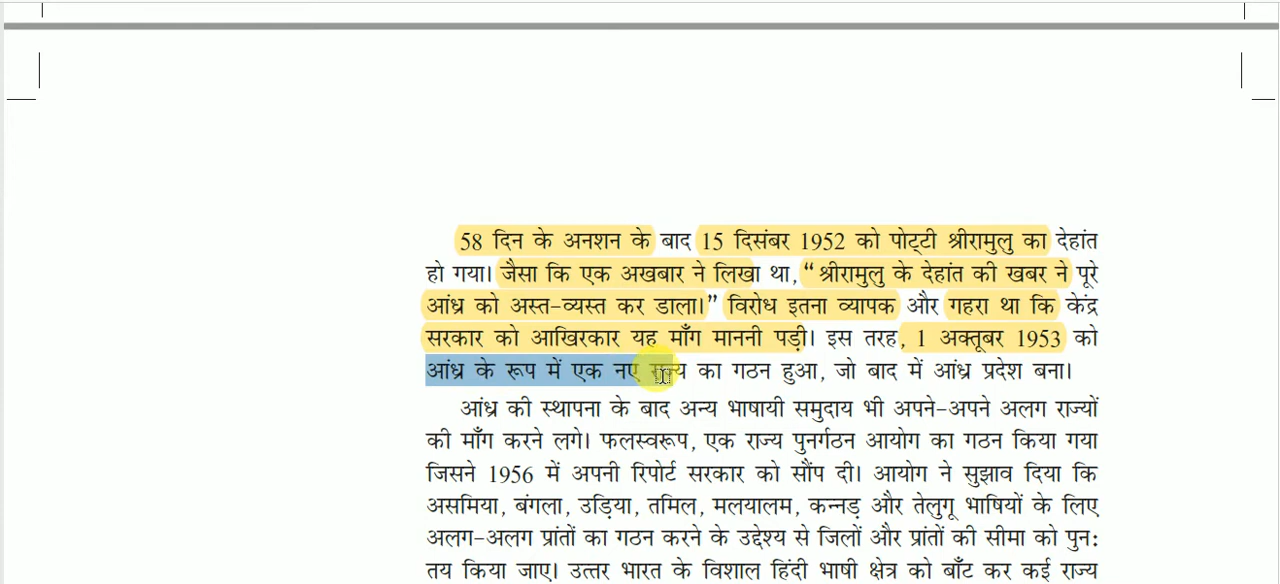 58 दिन के अनशन के बाद 15 दिसंबर 1952 को पोट्टी श्रीरामुलु का देहांत
हो गया। जैसा कि एक अखबार ने लिखा था, “श्रीरामुलु के देहांत की खबर ने पूरे
आंध्र को अस्त-व्यस्त कर डाला।” विरोध इतना व्यापक और गहरा था कि केंद्र
सरकार को आखिरकार यह माँग माननी पड़ी। इस तरह, 1 अक्तूबर 1953 को
आंध्र के रूप में एक नए राज्य का गठन हुआ, जो बाद में आंध्र प्रदेश बना।
आंध्र की स्थापना के बाद अन्य भाषायी समुदाय भी अपने-अपने अलग राज्यों
की माँग करने लगे। फलस्वरूप, एक राज्य पुनर्गठन आयोग का गठन किया गया
जिसने 1956 में अपनी रिपोर्ट सरकार को सौंप दी। आयोग ने सुझाव दिया कि
असमिया, बंगला, उड़िया, तमिल, मलयालम, कन्नड़ और तेलुगू भाषियों के लिए
अलग-अलग प्रांतों का गठन करने के उद्देश्य से जिलों और प्रांतों की सीमा को पुन:
तय किया जाए। उत्तर भारत के विशाल हिंदी भाषी क्षेत्र को बाँट कर कई राज्य